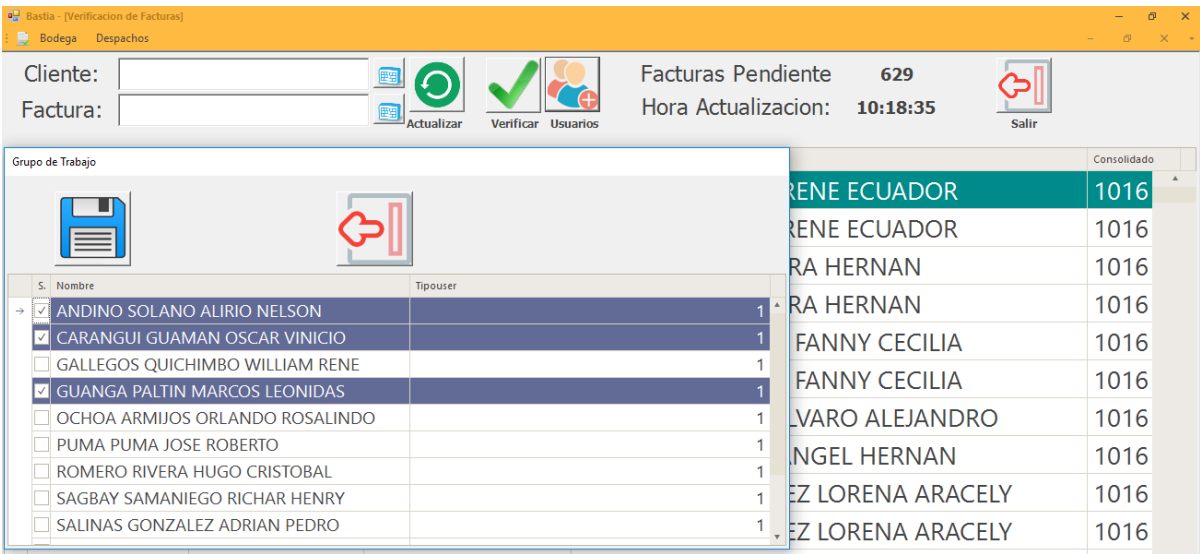 Bastia - [Verificacion de Facturas]
Bodega Despachos
Cliente:
Factura:
Actualizar
Verificar
Usuarios
Facturas Pendiente 629
Hora Actualizacion: 10:18:35
Salir
Grupo de Trabajo
S. Nombre Tipouser
ANDINO SOLANO ALIRIO NELSON 1
CARANGUI GUAMAN OSCAR VINICIO 1
GALLEGOS QUICHIMBO WILLIAM RENE 1
GUANGA PALTIN MARCOS LEONIDAS 1
OCHOA ARMIJOS ORLANDO ROSALINDO 1
PUMA PUMA JOSE ROBERTO 1
ROMERO RIVERA HUGO CRISTOBAL 1
SAGBAY SAMANIEGO RICHAR HENRY 1
SALINAS GONZALEZ ADRIAN PEDRO 1
Consolidado
RENE ECUADOR 1016
RENE ECUADOR 1016
RA HERNAN 1016
RA HERNAN 1016
FANNY CECILIA 1016
FANNY CECILIA 1016
LVARO ALEJANDRO 1016
NGEL HERNAN 1016
EZ LORENA ARACELY 1016
EZ LORENA ARACELY 1016